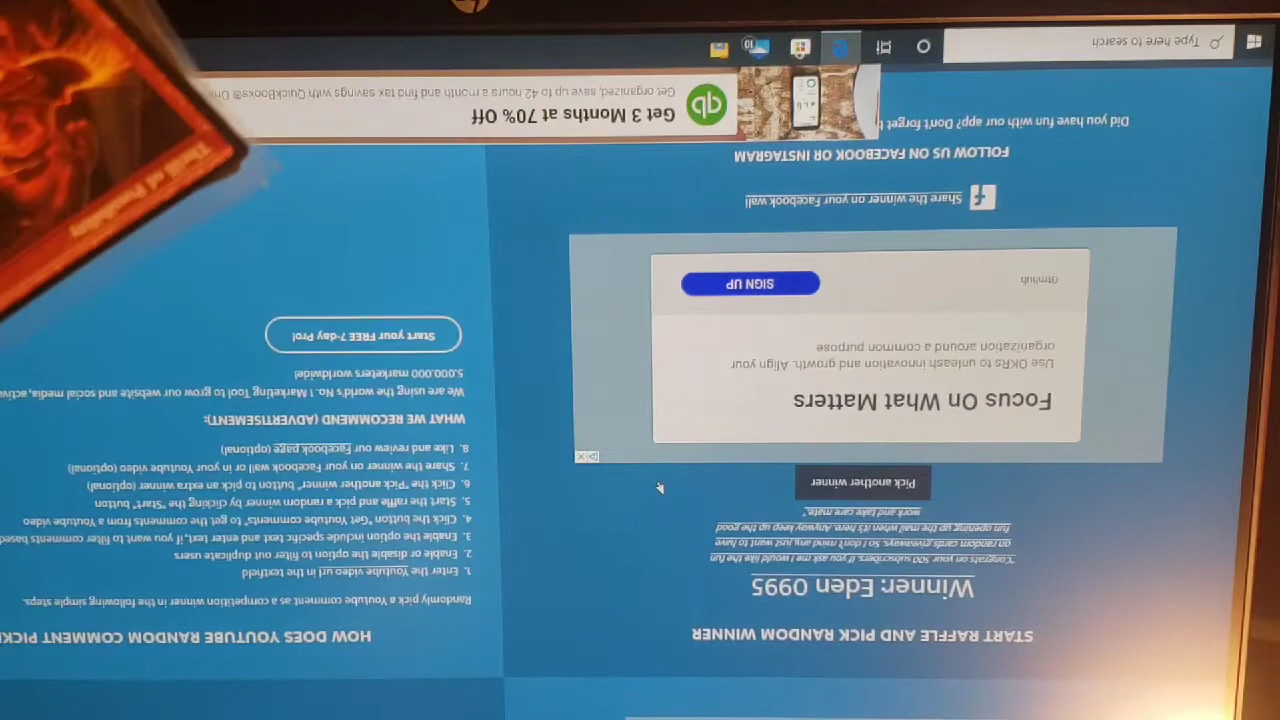 START RAFFLE AND PICK RANDOM WINNER
Winner: Eden 0995
"Congrats on your 500 subscribers. If you ask me I would like the fun
on random cards giveaways. So I don't mind any, just want to have
fun opening up the mail when it's here. Anyway keep up the good
work and take care mate."
Pick another winner
Focus On What Matters
Use OKRs to unleash innovation and growth. Align your
organization around a common purpose
Gtmhub
SIGN UP
Share the winner on your Facebook wall
FOLLOW US ON FACEBOOK OR INSTAGRAM
Did you have fun with our app? Don't forget
HOW DOES YOUTUBE RANDOM COMMENT PICKE
Randomly pick a Youtube comment as a competition winner in the following simple steps.
1. Enter the Youtube video url in the textfield
2. Enable or disable the option to filter out duplicate users
3. Enable the option include specific text and enter text, if you want to filter comments based
4. Click the button "Get Youtube comments" to get the comments from a Youtube video
5. Start the raffle and pick a random winner by clicking the "Start" button
6. Click the "Pick another winner" button to pick an extra winner (optional)
7. Share the winner on your Facebook wall or in your Youtube video (optional)
8. Like and review our Facebook page (optional)
WHAT WE RECOMMEND (ADVERTISEMENT):
We are using the world's No. 1 Marketing Tool to grow our website and social media, activ
5.000.000 marketers worldwide!
Start your FREE 7-day Pro!
qb
Get 3 Months at 70% Off
Get organized, save up to 42 hours a month and find tax savings with QuickBooks® Onl
Type here to search
10